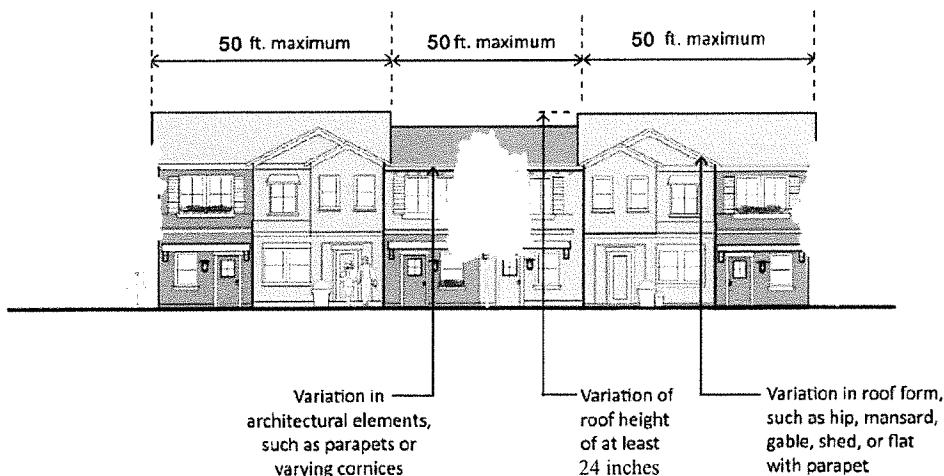 50 ft. maximum
50 ft. maximum
50 ft. maximum
Variation in
architectural elements,
such as parapets or
varying cornices
Variation of
roof height
of at least
24 inches
Variation in roof form,
such as hip, mansard,
gable, shed, or flat
with parapet